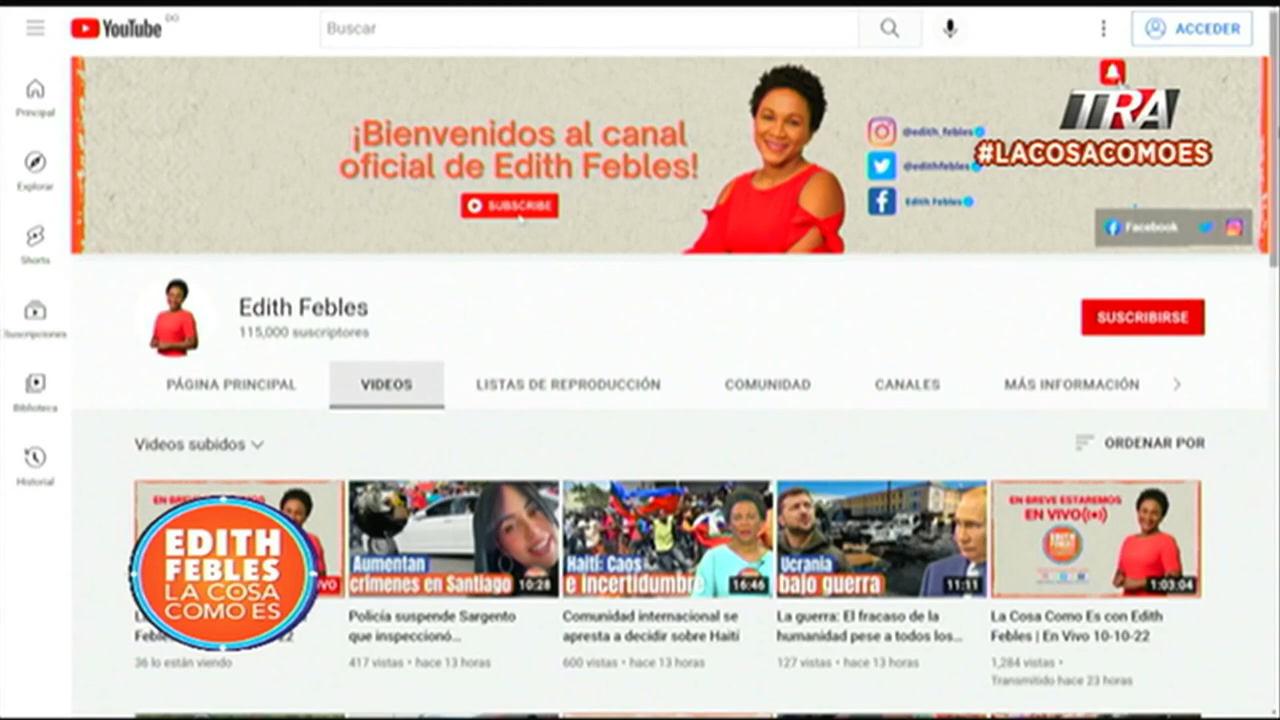 YouTube DO
Buscar
ACCEDER
Principal
Explorar
Shorts
Suscripciones
Biblioteca
Historial
¡Bienvenidos al canal
oficial de Edith Febles!
SUBSCRIBE
@edith_febles
@edithfebles
Edith Febles
TRA
#LACOSACOMOES
Facebook
Edith Febles
115,000 suscriptores
SUSCRIBIRSE
PÁGINA PRINCIPAL
VIDEOS
LISTAS DE REPRODUCCIÓN
COMUNIDAD
CANALES
MÁS INFORMACIÓN
Videos subidos
ORDENAR POR
EDITH
FEBLES
LA COSA
COMO ES
36 lo están viendo
Aumentan
crímenes en Santiago
10:28
Policía suspende Sargento
que inspeccionó...
417 vistas • hace 13 horas
Haití: Caos
e incertidumbre
16:46
Comunidad internacional se
apresta a decidir sobre Haití
600 vistas • hace 13 horas
Ucrania
bajo guerra
11:11
La guerra: El fracaso de la
humanidad pese a todos los...
127 vistas • hace 13 horas
EN BREVE ESTAREMOS
EN VIVO
1:03:04
La Cosa Como Es con Edith
Febles | En Vivo 10-10-22
1,284 vistas •
Transmitido hace 23 horas